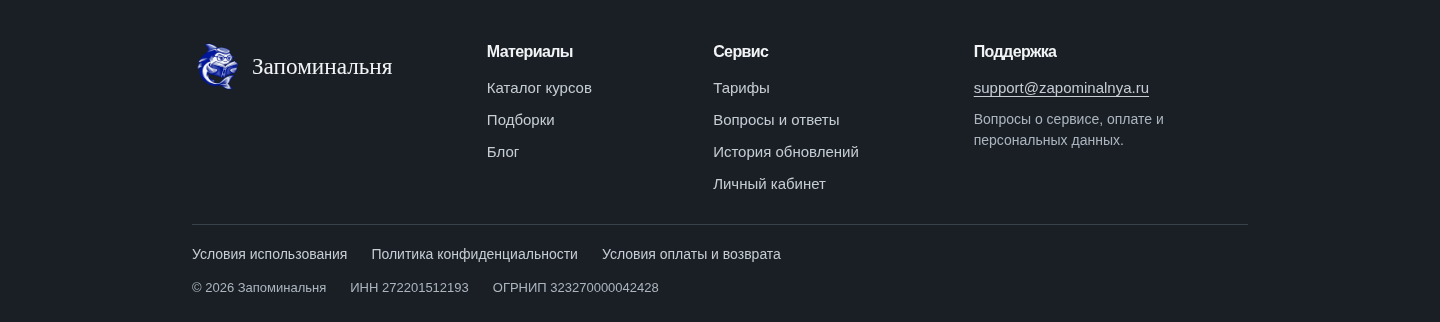 Запоминальня
Материалы
Каталог курсов
Подборки
Блог
Сервис
Тарифы
Вопросы и ответы
История обновлений
Личный кабинет
Поддержка
support@zapominalnya.ru
Вопросы о сервисе, оплате и
персональных данных.
Условия использования Политика конфиденциальности Условия оплаты и возврата
© 2026 Запоминальня ИНН 272201512193 ОГРНИП 323270000042428